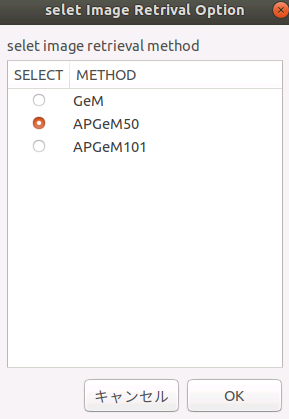 selet Image Retrival Option
selet image retrieval method
SELECT METHOD
GeM
APGeM50
APGeM101
キャンセル OK